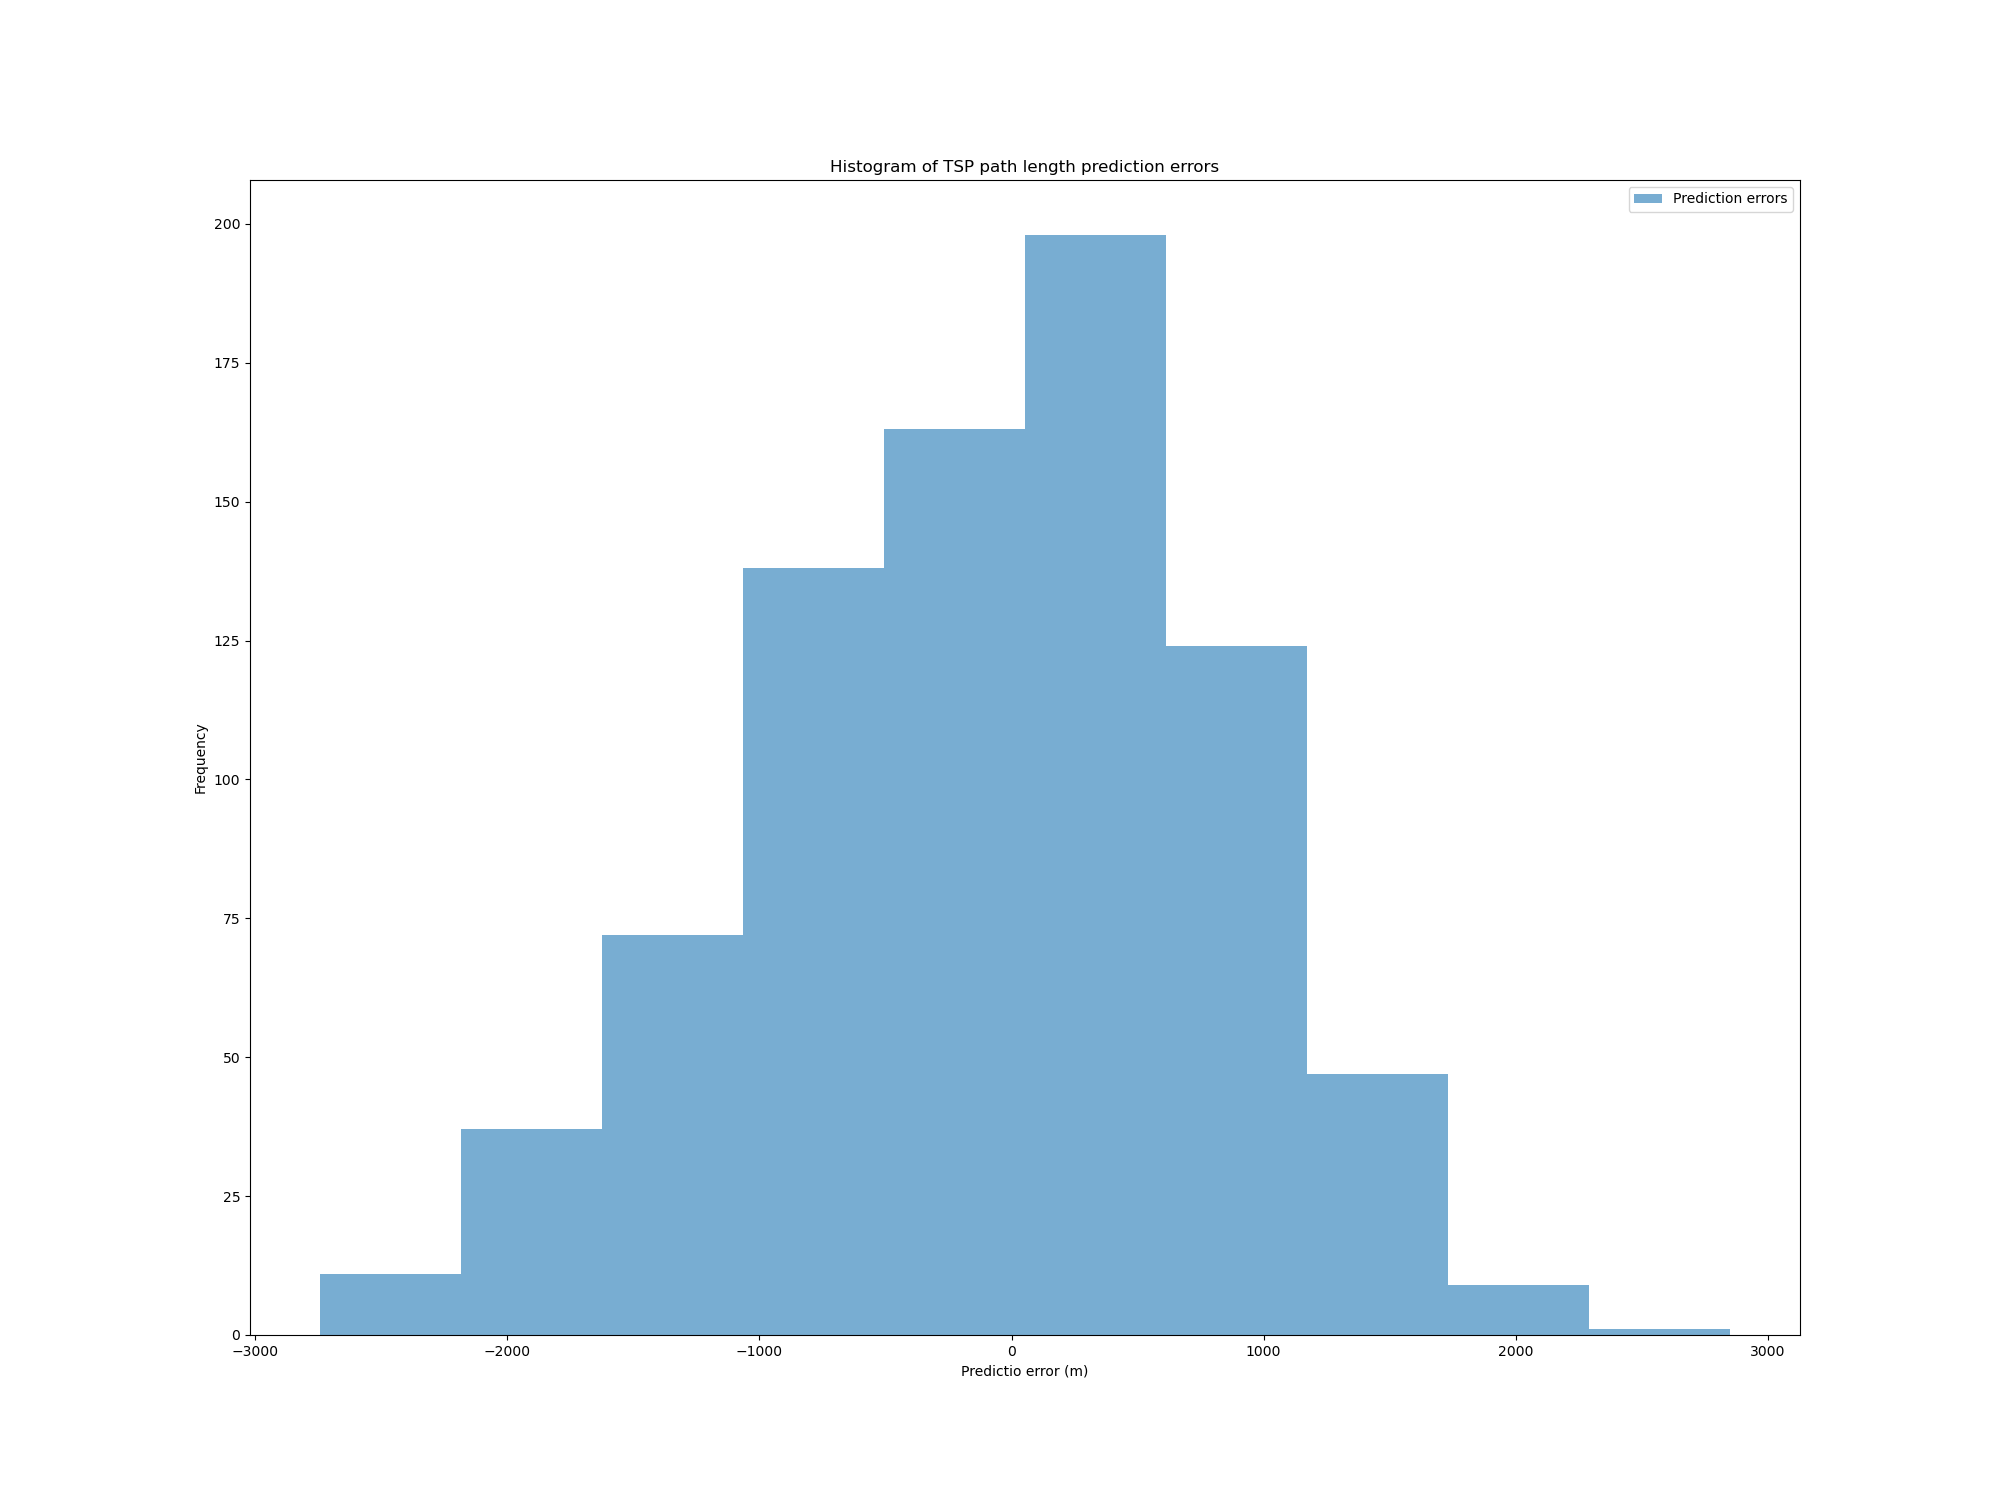 Histogram of TSP path length prediction errors
Prediction errors
200
175
150
125
100
75
50
25
0
Frequency
−3000 −2000 −1000 0 1000 2000 3000
Predictio error (m)